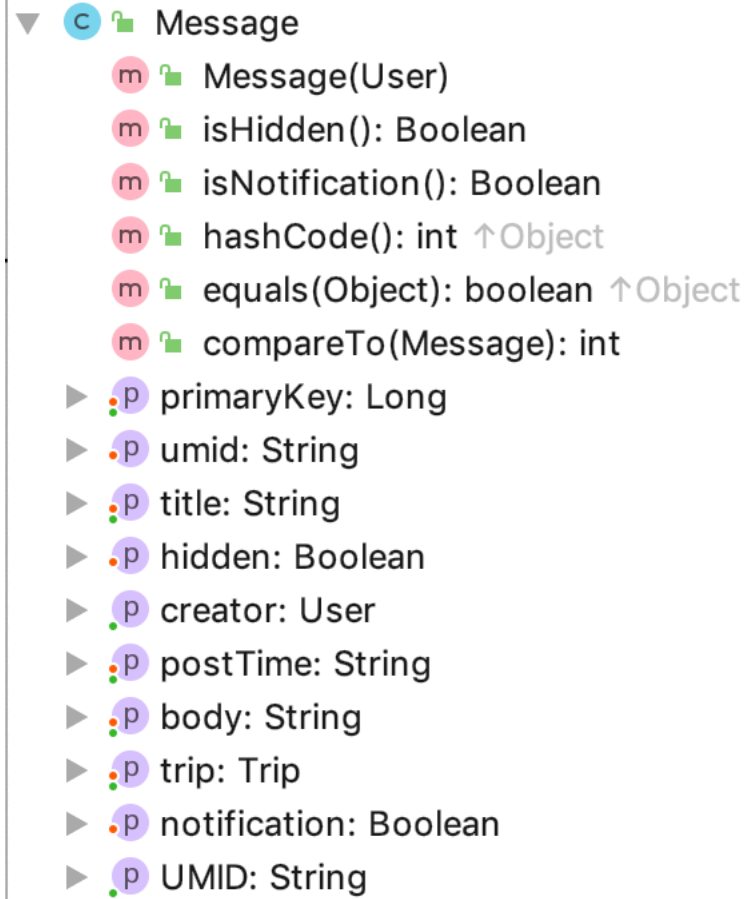 C Message
m Message(User)
m isHidden(): Boolean
m isNotification(): Boolean
m hashCode(): int ↑Object
m equals(Object): boolean ↑Object
m compareTo(Message): int
p primaryKey: Long
p umid: String
p title: String
p hidden: Boolean
p creator: User
p postTime: String
p body: String
p trip: Trip
p notification: Boolean
p UMID: String